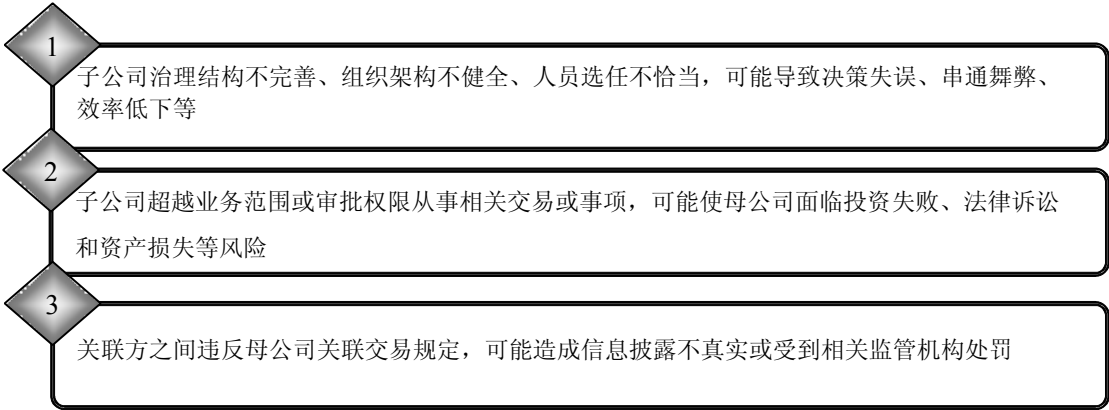 1
子公司治理结构不完善、组织架构不健全、人员选任不恰当，可能导致决策失误、串通舞弊、
效率低下等
2
子公司超越业务范围或审批权限从事相关交易或事项，可能使母公司面临投资失败、法律诉讼
和资产损失等风险
3
关联方之间违反母公司关联交易规定，可能造成信息披露不真实或受到相关监管机构处罚